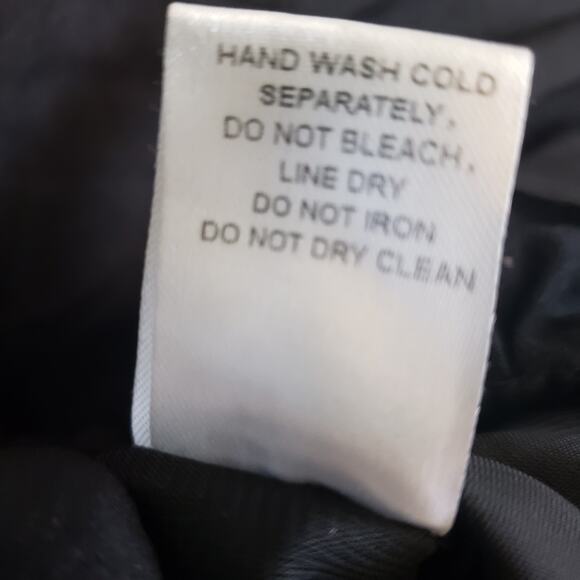 HAND WASH COLD
SEPARATELY,
DO NOT BLEACH,
LINE DRY
DO NOT IRON
DO NOT DRY CLEAN